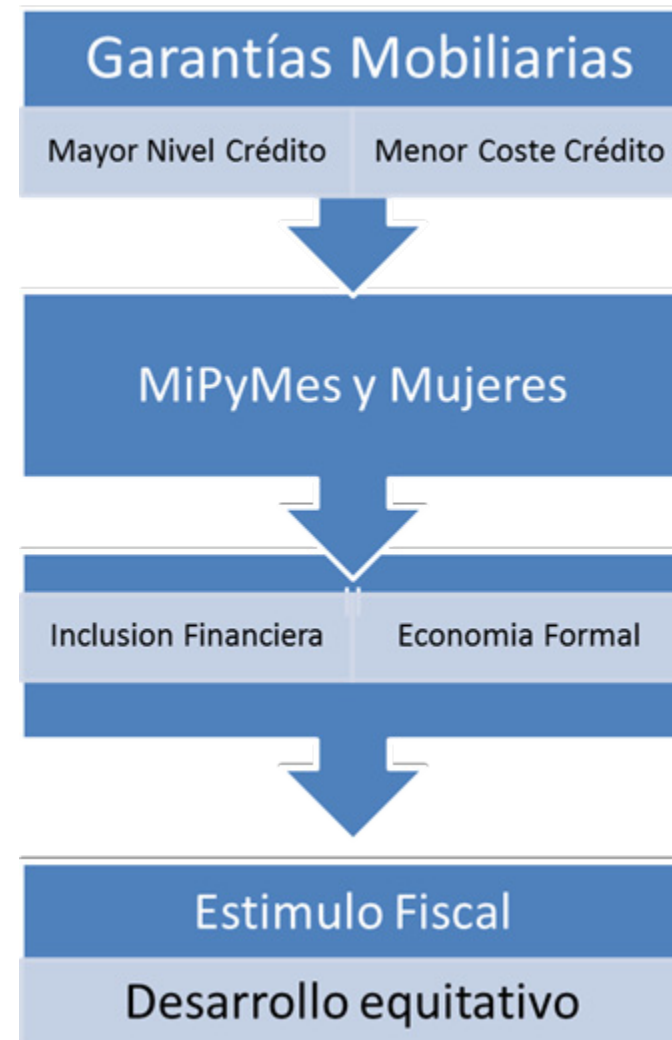 Garantías Mobiliarias
Mayor Nivel Crédito Menor Coste Crédito
MiPyMes y Mujeres
Inclusion Financiera Economia Formal
Estimulo Fiscal
Desarrollo equitativo